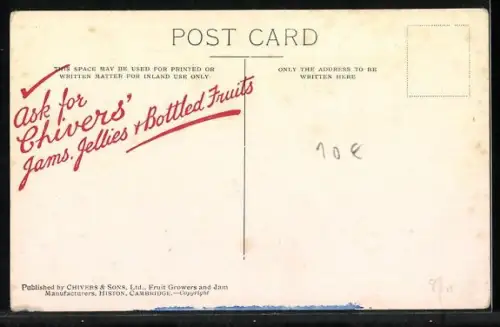 POST CARD
THIS SPACE MAY BE USED FOR PRINTED OR
WRITTEN MATTER FOR INLAND USE ONLY
ONLY THE ADDRESS TO BE
WRITTEN HERE
Ask for
Chivers'
Jams, Jellies & Bottled Fruits
10€
Published by CHIVERS & SONS, Ltd., Fruit Growers and Jam
Manufacturers, HISTON, CAMBRIDGE.—Copyright